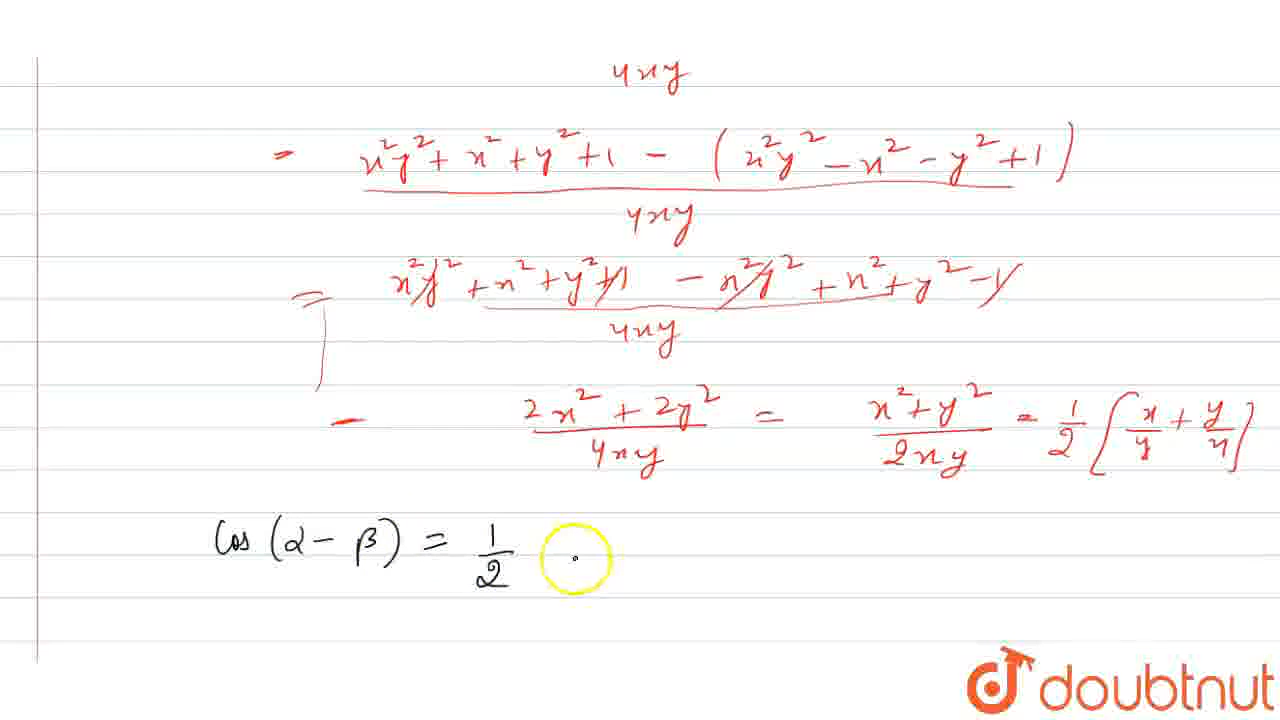 4xy
= x²y² + x² + y² + 1 − (x²y² − x² − y² + 1)
4xy
= x²y² + x² + y² + 1 − x²y² + x² + y² − 1
4xy
= 2x² + 2y² / 4xy = x² + y² / 2xy = 1/2 [x/y + y/x]
Cos (α − β) = 1/2
doubtnut